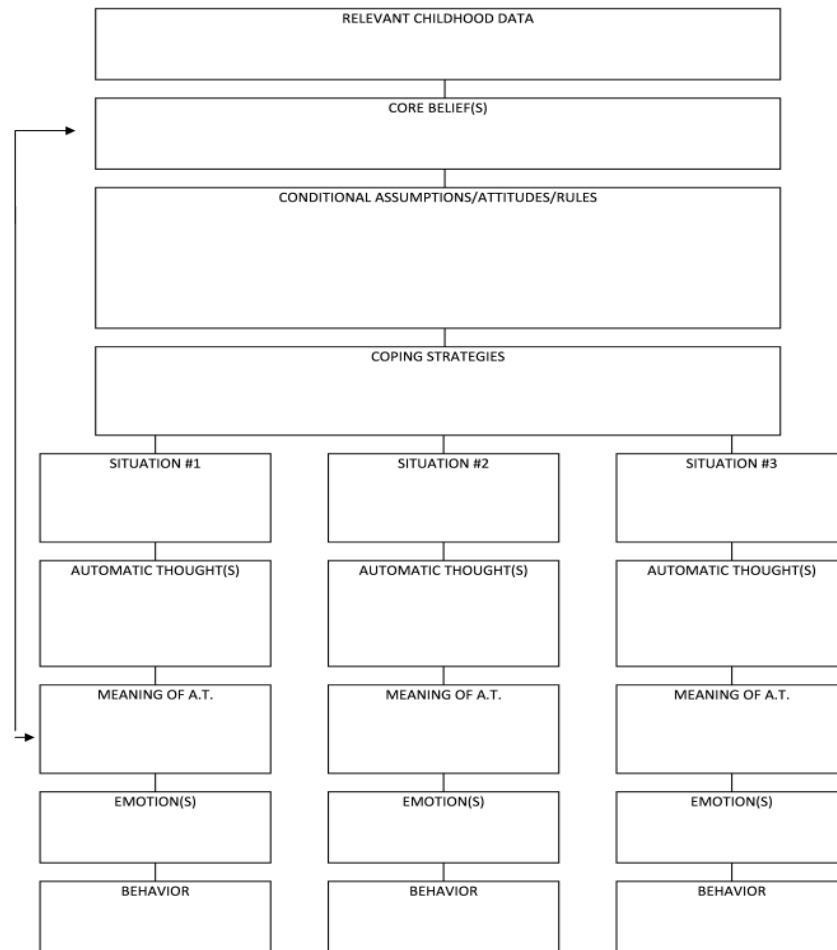 RELEVANT CHILDHOOD DATA
CORE BELIEF(S)
CONDITIONAL ASSUMPTIONS/ATTITUDES/RULES
COPING STRATEGIES
SITUATION #1
SITUATION #2
SITUATION #3
AUTOMATIC THOUGHT(S)
AUTOMATIC THOUGHT(S)
AUTOMATIC THOUGHT(S)
MEANING OF A.T.
MEANING OF A.T.
MEANING OF A.T.
EMOTION(S)
EMOTION(S)
EMOTION(S)
BEHAVIOR
BEHAVIOR
BEHAVIOR